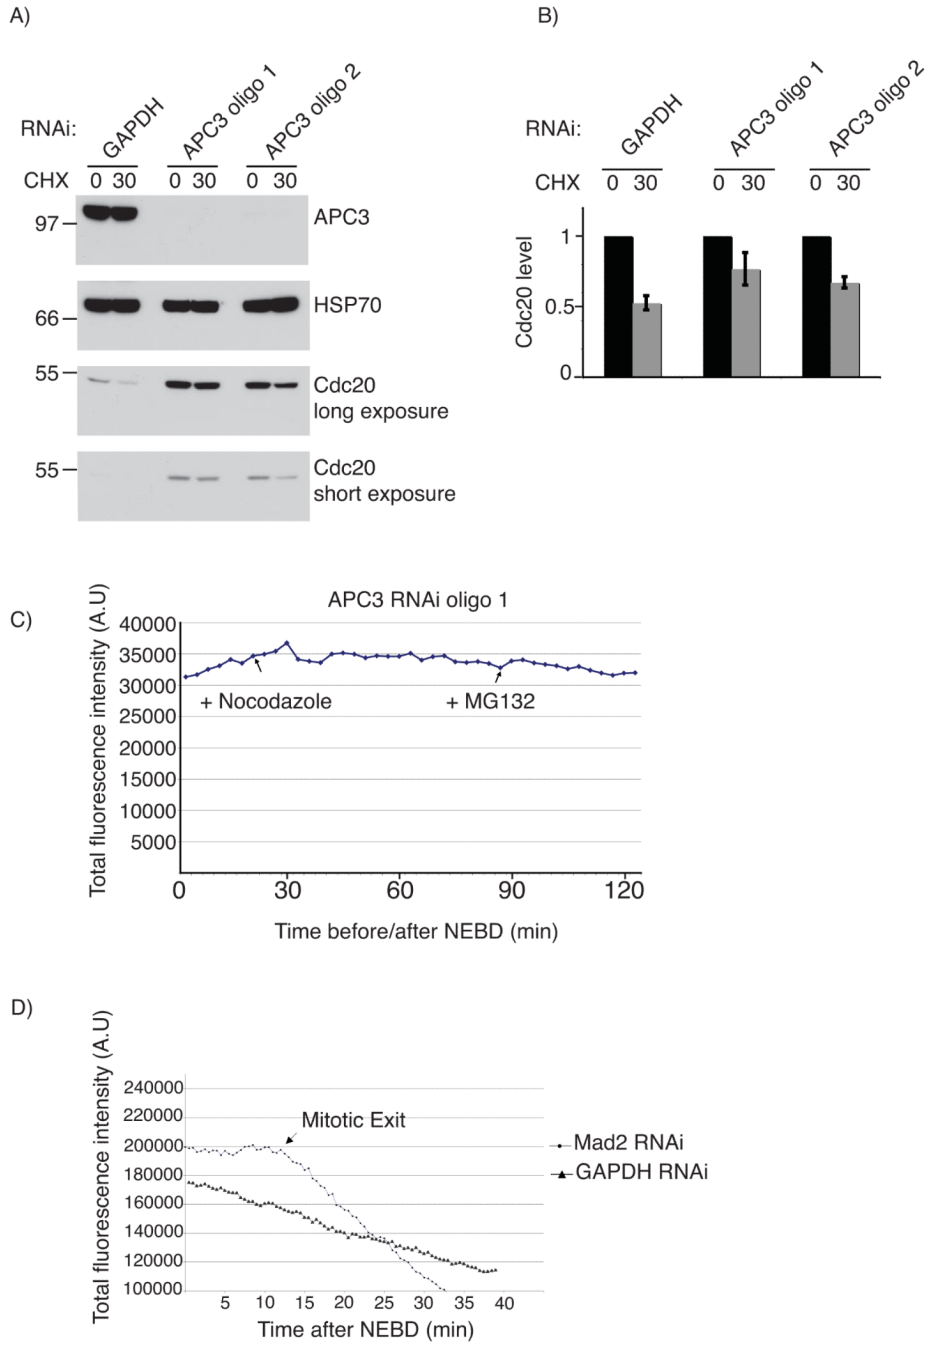 A)
RNAi:
GAPDH
APC3 oligo 1
APC3 oligo 2
CHX 0 30 0 30 0 30
97
APC3
66
HSP70
55
Cdc20
long exposure
55
Cdc20
short exposure
B)
RNAi:
GAPDH
APC3 oligo 1
APC3 oligo 2
CHX 0 30 0 30 0 30
Cdc20 level
1
0.5
0
C)
APC3 RNAi oligo 1
Total fluorescence intensity (A.U)
40000
35000
30000
25000
20000
15000
10000
5000
+ Nocodazole
+ MG132
0 30 60 90 120
Time before/after NEBD (min)
D)
Total fluorescence intensity (A.U)
240000
220000
200000
180000
160000
140000
120000
100000
Mitotic Exit
Mad2 RNAi
GAPDH RNAi
5 10 15 20 25 30 35 40
Time after NEBD (min)